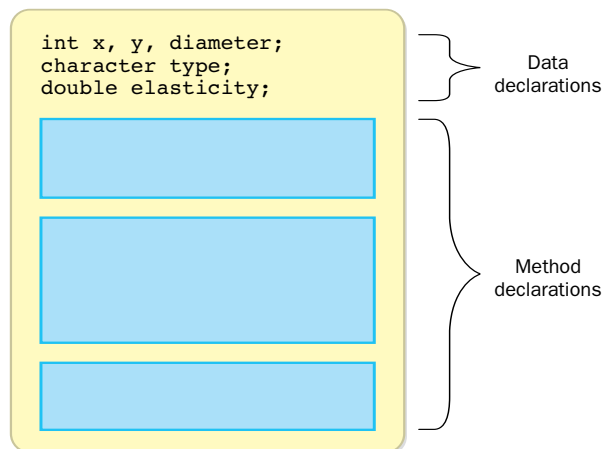 int x, y, diameter;
character type;
double elasticity;
Data
declarations
Method
declarations